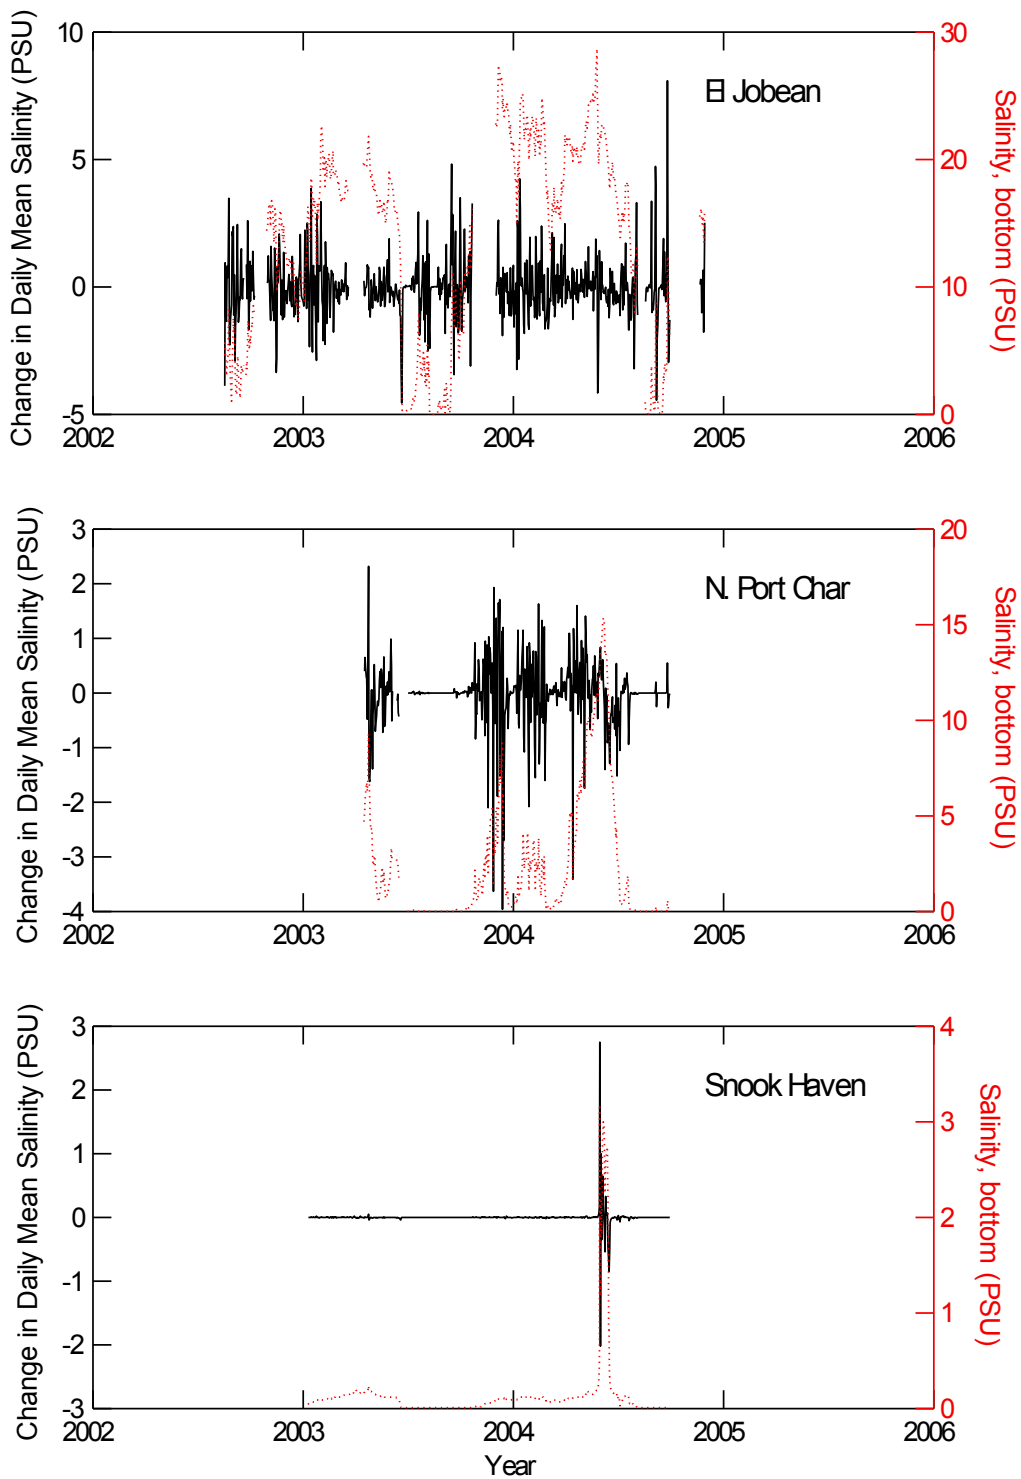 Change in Daily Mean Salinity (PSU)
10
5
0
-5
El Jobean
30
20
10
0
Salinity, bottom (PSU)
2002 2003 2004 2005 2006
Change in Daily Mean Salinity (PSU)
3
2
1
0
-1
-2
-3
-4
N. Port Char
20
15
10
5
0
Salinity, bottom (PSU)
2002 2003 2004 2005 2006
Change in Daily Mean Salinity (PSU)
3
2
1
0
-1
-2
-3
Snook Haven
4
3
2
1
0
Salinity, bottom (PSU)
2002 2003 2004 2005 2006
Year